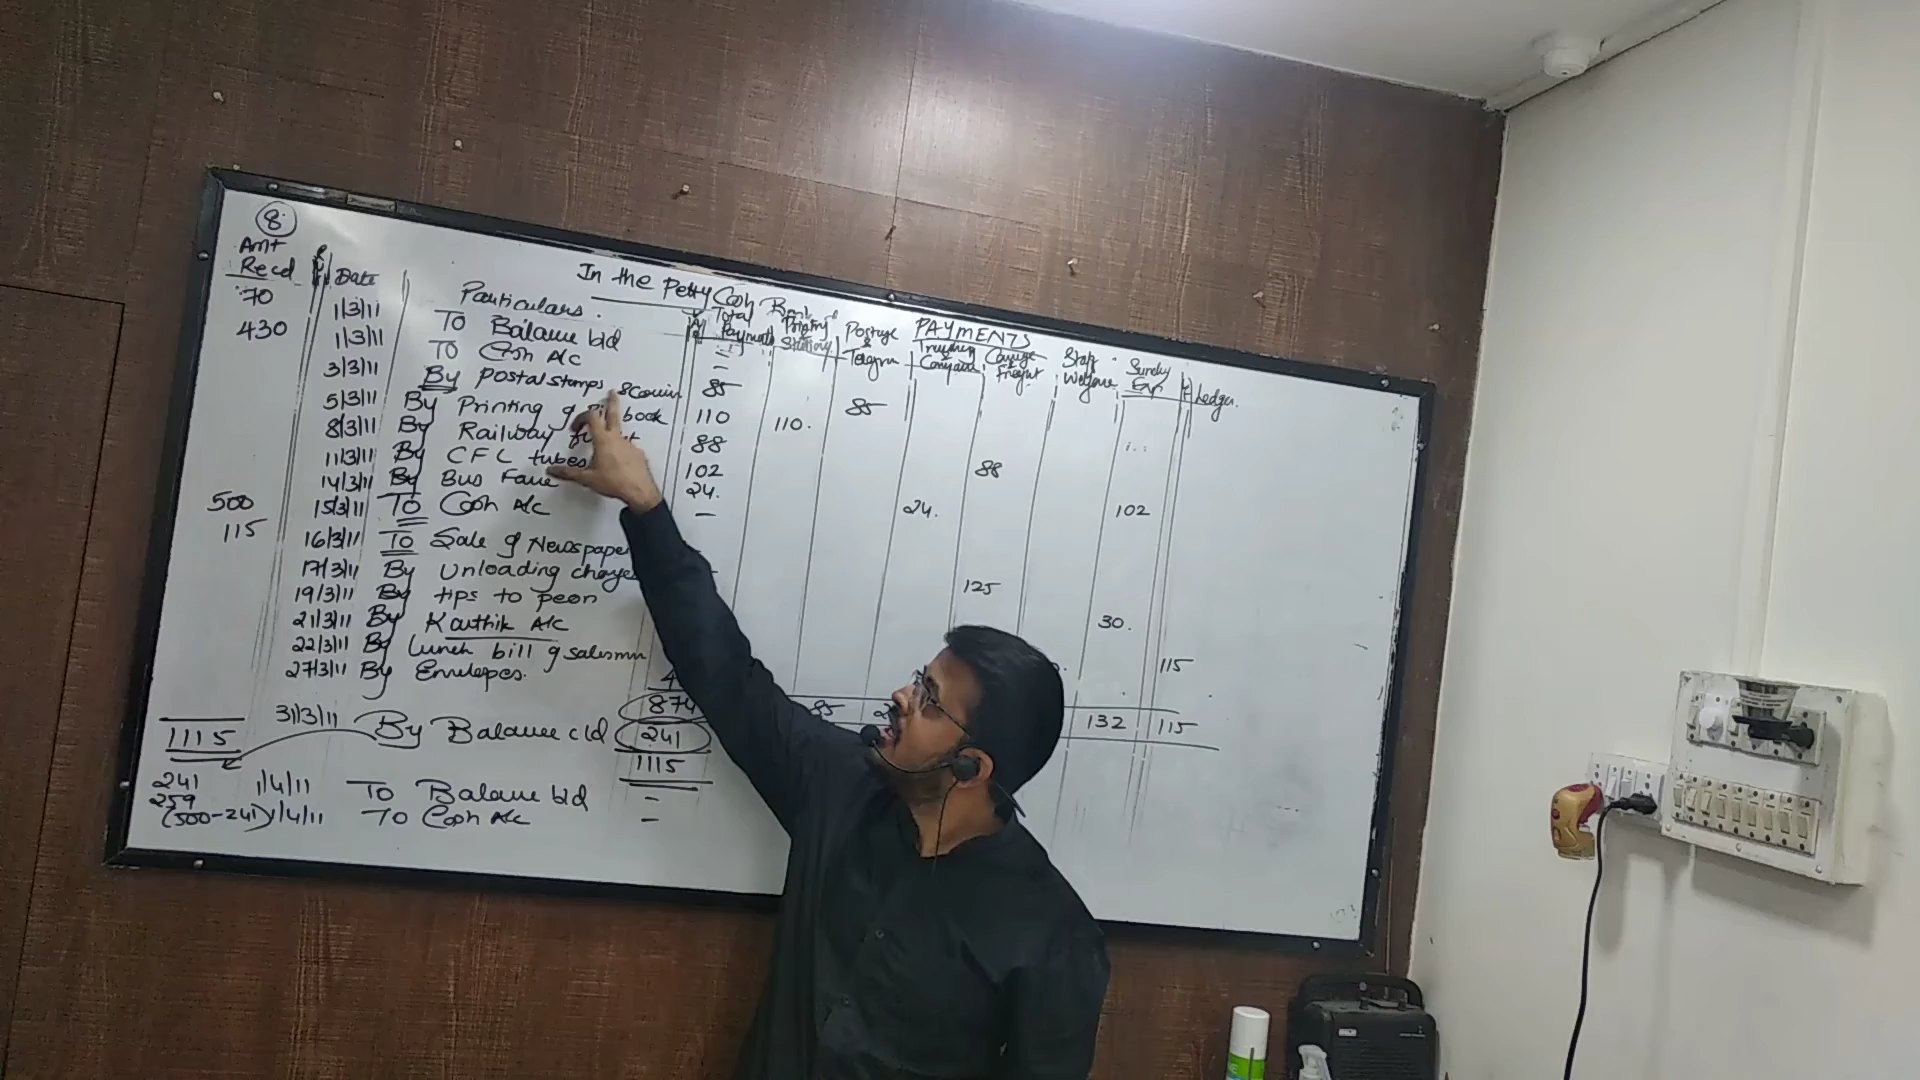 8
In the Petty Cash Book
Amt Recd Date Particulars Total Payments Printing & Stationery PAYMENTS Postage & Telegrm Carriage & Freight Staff Welfare Sundry Exp Ledger
70 1/3/11 To Balance b/d -
430 1/3/11 To Cash A/c -
3/3/11 By Postal stamps 85 85
5/3/11 By Printing of book 110 110
8/3/11 By Railway 88 88
11/3/11 By CFL tubes 102 102
14/3/11 By Bus Fare 24 24
500 15/3/11 To Cash A/c -
115 16/3/11 To Sale of Newspaper
17/3/11 By Unloading charges 125
19/3/11 By tips to peon 30
21/3/11 By Karthik A/c 115
22/3/11 By Lunch bill of salesmn
27/3/11 By Envelopes
874 85 132 115
31/3/11 By Balance c/d 241
1115 1115
241 1/4/11 To Balance b/d -
259 (500-241) 1/4/11 To Cash A/c -